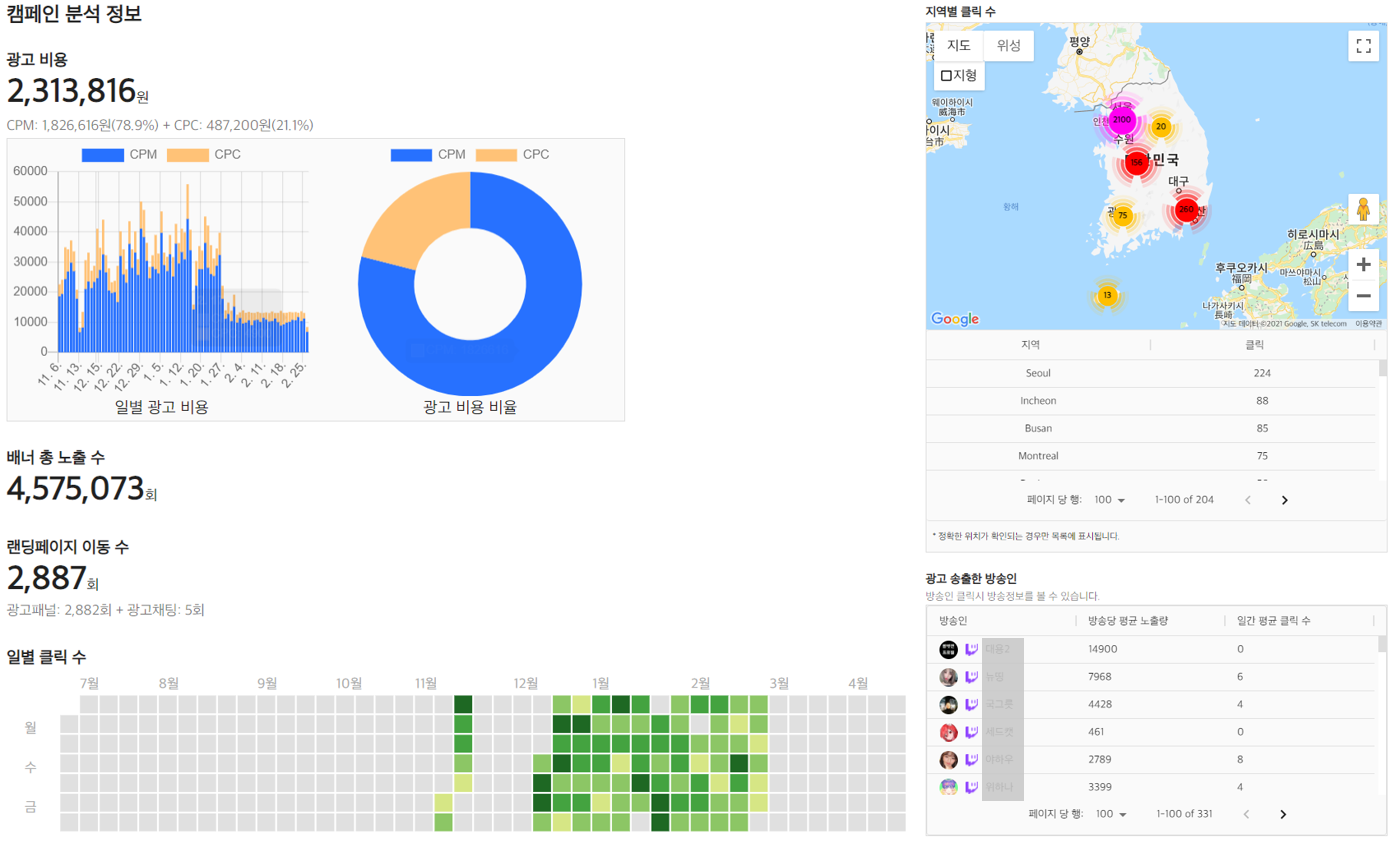 캠페인 분석 정보
광고 비용
2,313,816원
CPM: 1,826,616원(78.9%) + CPC: 487,200원(21.1%)
CPM CPC
60000
50000
40000
30000
20000
10000
0
11. 6. 11. 13. 12. 15. 12. 22. 12. 29. 1. 5. 1. 12. 1. 20. 1. 27. 2. 4. 2. 11. 2. 18. 2. 25.
일별 광고 비용
CPM CPC
광고 비용 비율
배너 총 노출 수
4,575,073회
랜딩페이지 이동 수
2,887회
광고패널: 2,882회 + 광고채팅: 5회
일별 클릭 수
7월 8월 9월 10월 11월 12월 1월 2월 3월 4월
월
수
금
지역별 클릭 수
지도 위성
지형
평양
웨이하이시
威海市
서울
인천
2100
20
수원
156
민국
대구
260
산
광
75
황해
13
히로시마시
広島
후쿠오카시
福岡
마쓰야마시
松山
나가사키시
長崎
Google
지도 데이터 ©2021 Google, SK telecom 이용약관
지역 클릭
Seoul 224
Incheon 88
Busan 85
Montreal 75
페이지 당 행: 100 1-100 of 204
* 정확한 위치가 확인되는 경우만 목록에 표시됩니다.
광고 송출한 방송인
방송인 클릭시 방송정보를 볼 수 있습니다.
방송인 방송당 평균 노출량 일간 평균 클릭 수
14900 0
7968 6
4428 4
461 0
2789 8
3399 4
페이지 당 행: 100 1-100 of 331